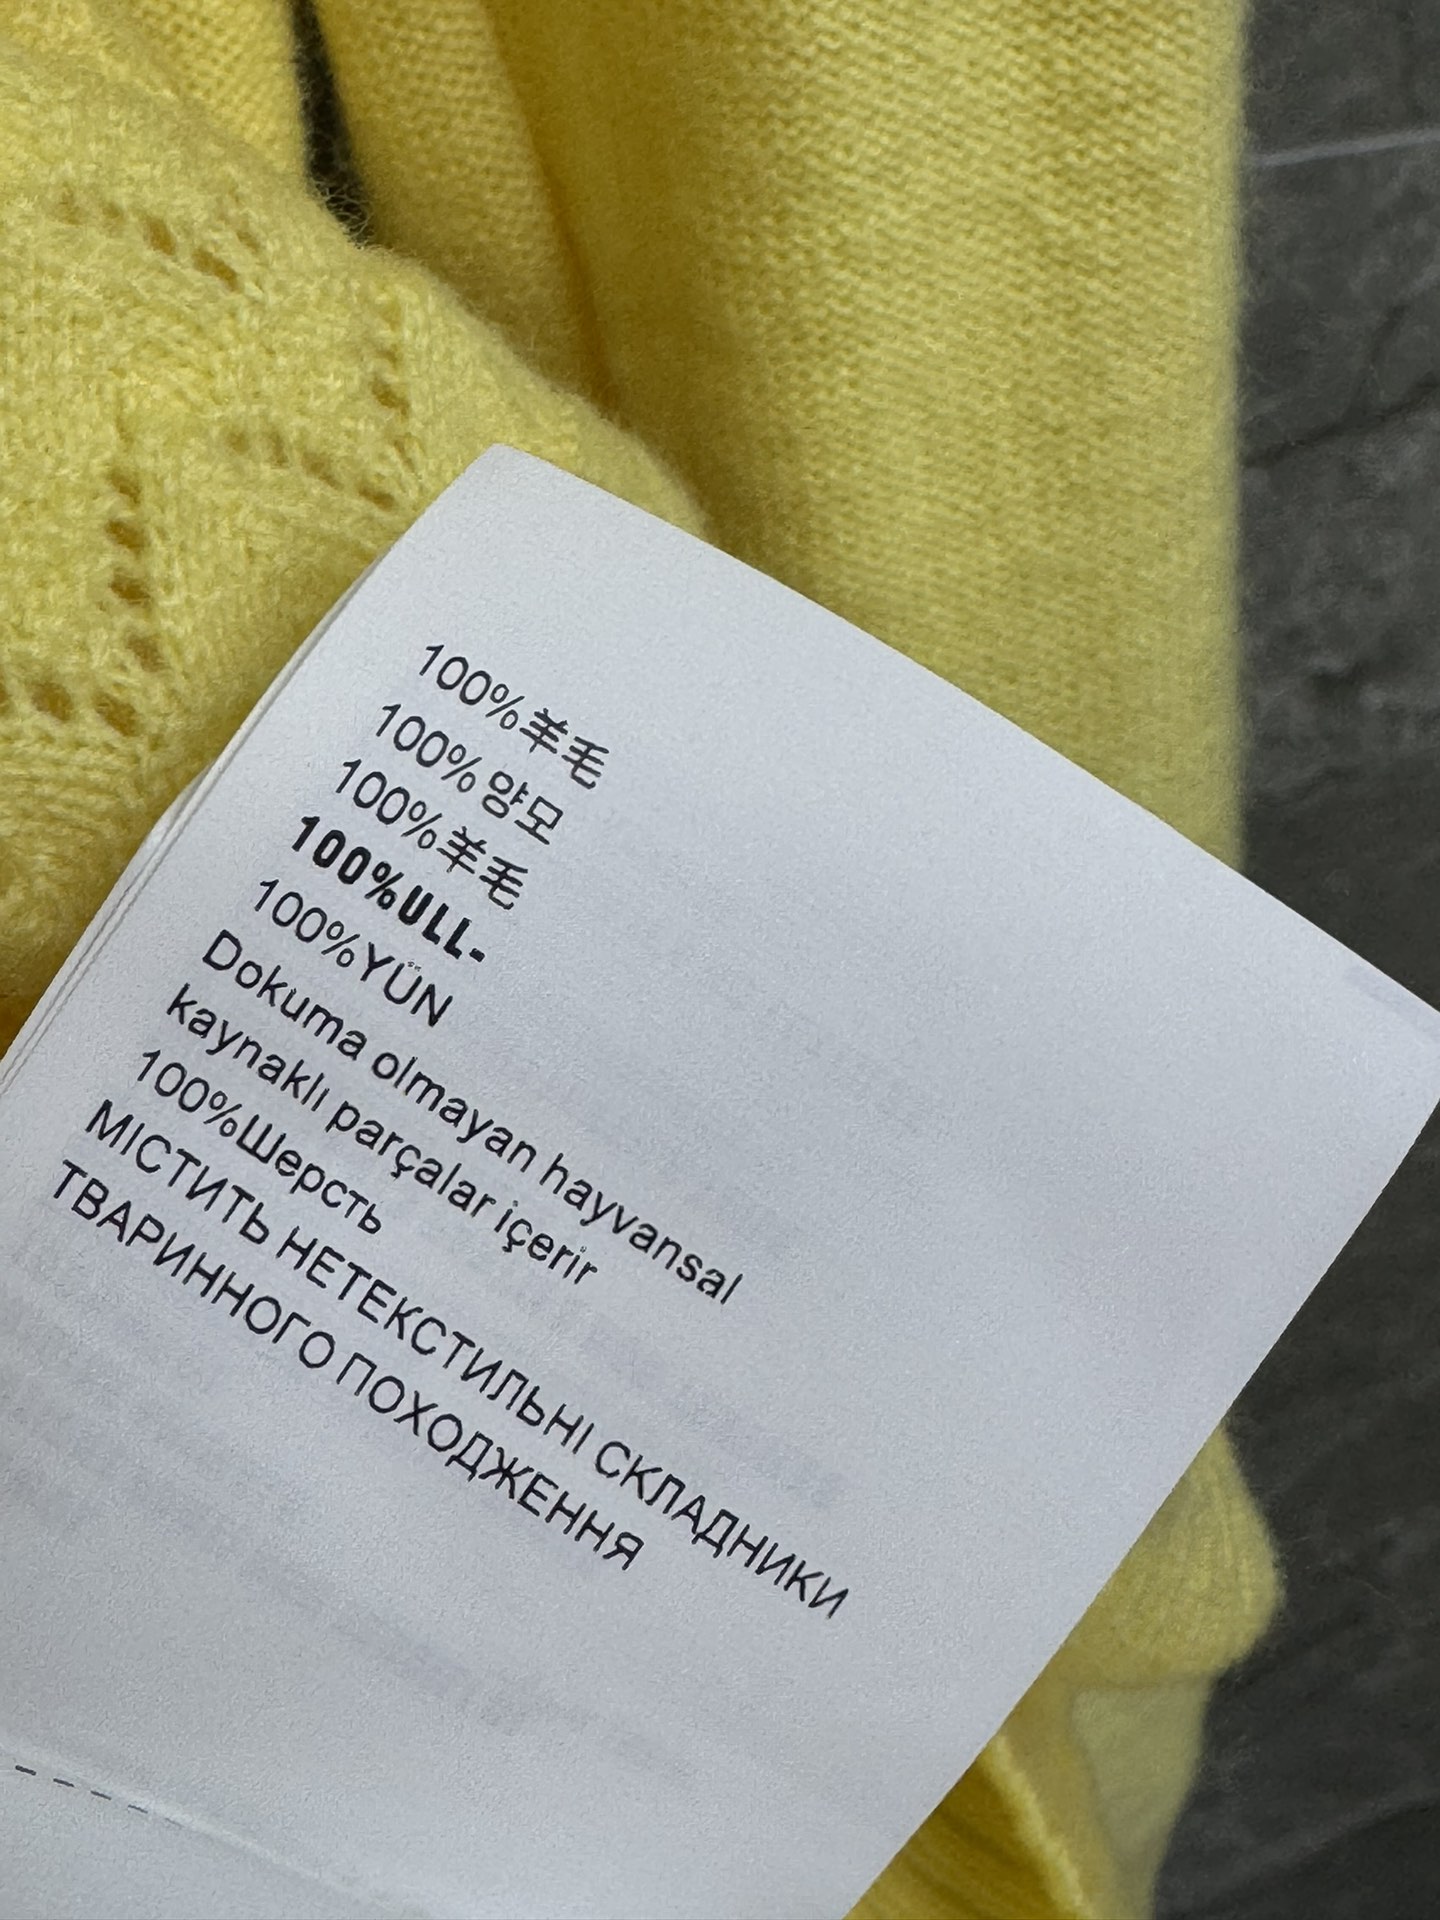 100%羊毛
100%양모
100%羊毛
100%ULL-
100%YÜN
Dokuma olmayan hayvansal
kaynaklı parçalar içerir
100%Шерсть
МІСТИТЬ НЕТЕКСТИЛЬНІ СКЛАДНИКИ
ТВАРИННОГО ПОХОДЖЕННЯ